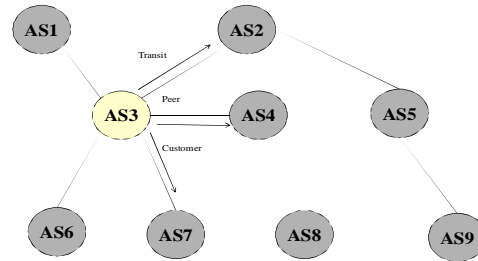 AS1
AS2
Transit
Peer
AS3
AS4
AS5
Customer
AS6
AS7
AS8
AS9